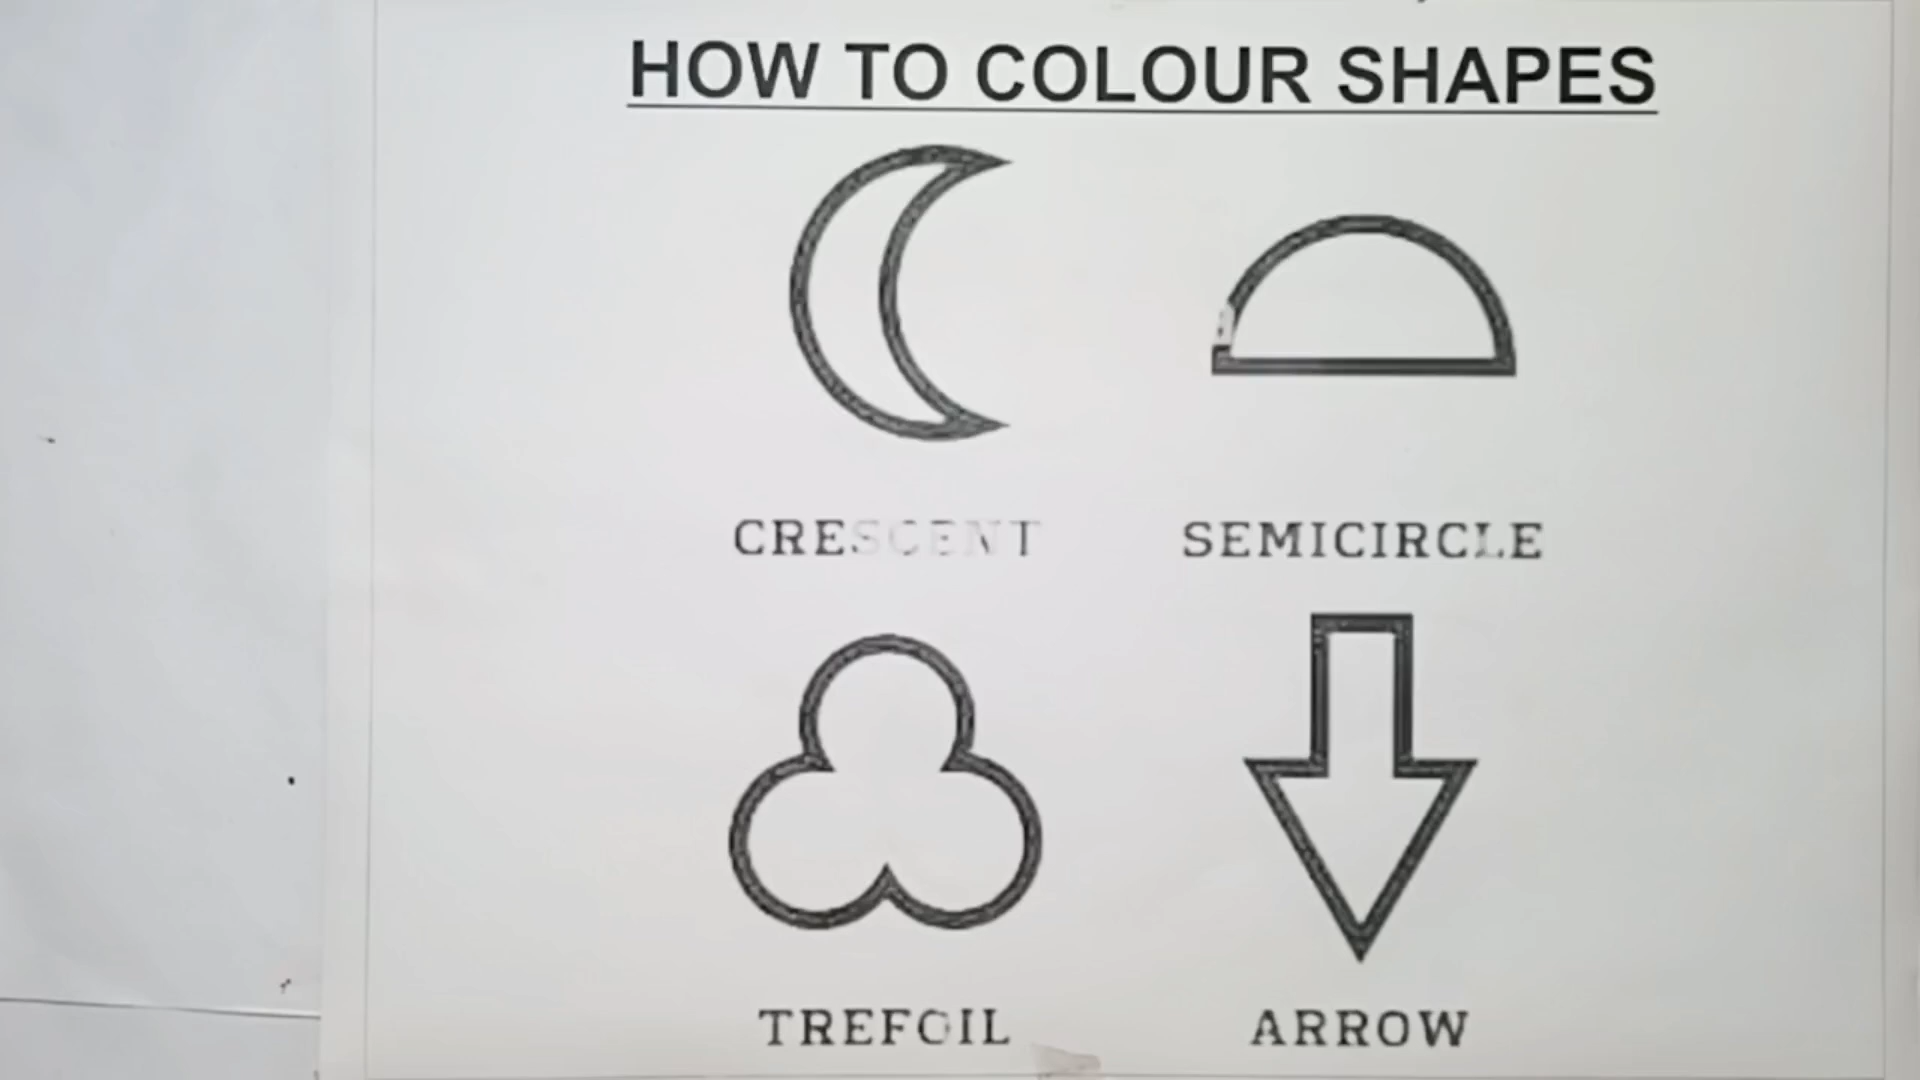 HOW TO COLOUR SHAPES
CRESCENT
SEMICIRCLE
TREFOIL
ARROW